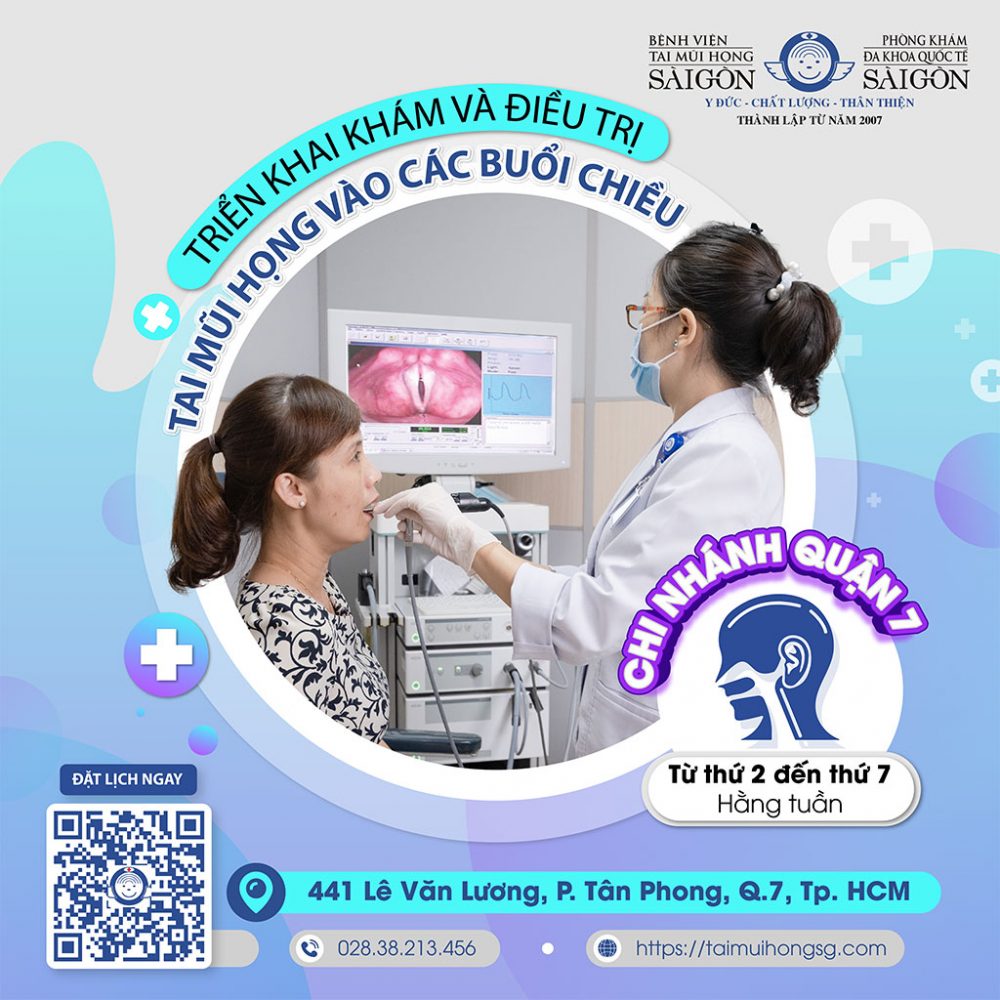 BỆNH VIỆN
TAI MŨI HỌNG
SÀIGÒN
PHÒNG KHÁM
ĐA KHOA QUỐC TẾ
SÀIGÒN
Y ĐỨC - CHẤT LƯỢNG - THÂN THIỆN
THÀNH LẬP TỪ NĂM 2007
TRIỂN KHAI KHÁM VÀ ĐIỀU TRỊ
TAI MŨI HỌNG VÀO CÁC BUỔI CHIỀU
CHI NHÁNH QUẬN 7
Từ thứ 2 đến thứ 7
Hằng tuần
ĐẶT LỊCH NGAY
441 Lê Văn Lương, P. Tân Phong, Q.7, Tp. HCM
028.38.213.456
https://taimuihongsg.com